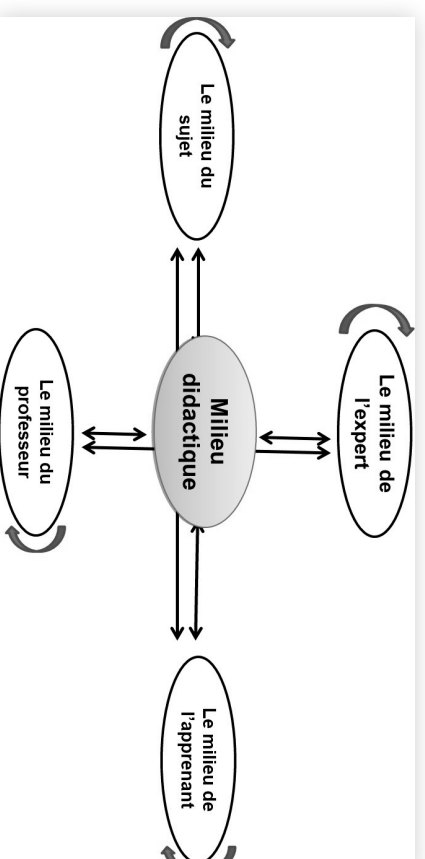 Le milieu de
l'expert
Le milieu du
sujet
Milieu
didactique
Le milieu de
l'apprenant
Le milieu du
professeur